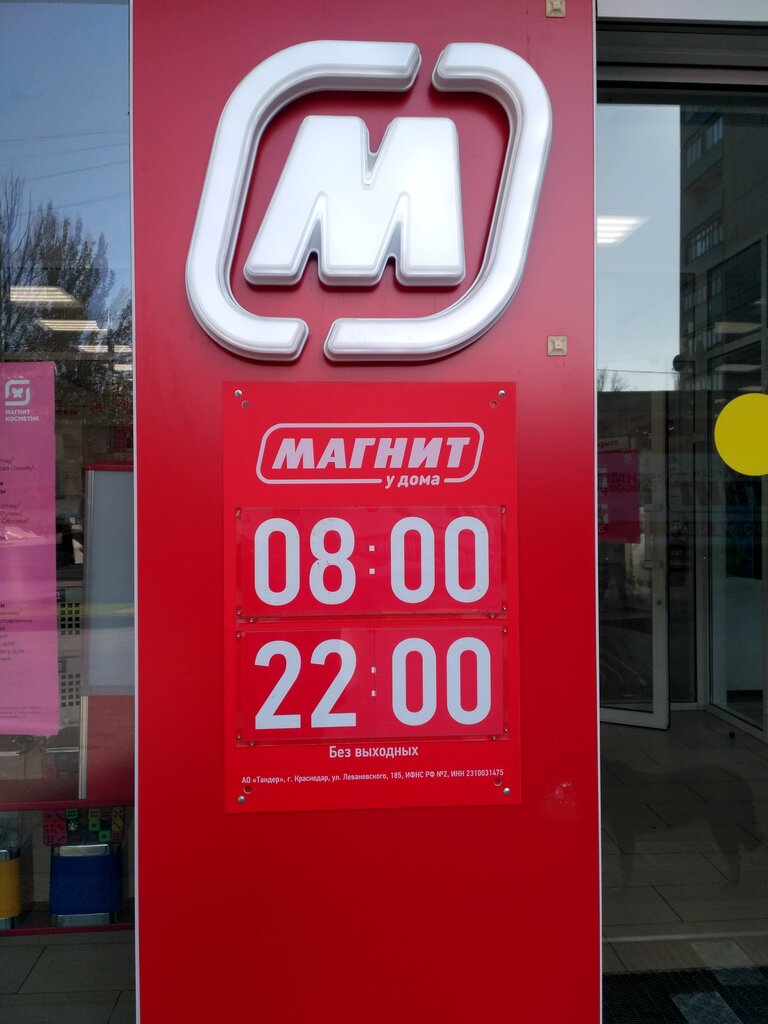 М
МАГНИТ
у дома
08:00
22:00
Без выходных
АО «Тандер», г. Краснодар, ул. Леваневского, 185, ИФНС РФ №2, ИНН 2310031475
МАГНИТ
КОСМЕТИК